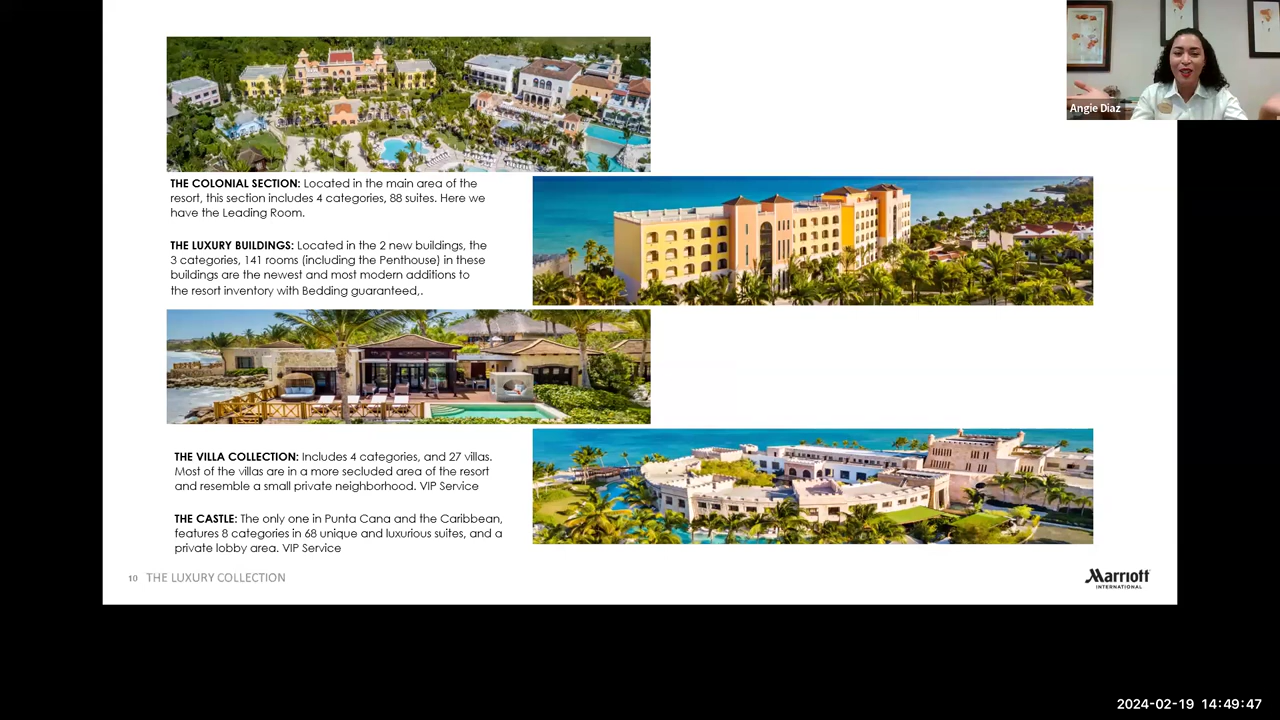 Angie Diaz
THE COLONIAL SECTION: Located in the main area of the
resort, this section includes 4 categories, 88 suites. Here we
have the Leading Room.
THE LUXURY BUILDINGS: Located in the 2 new buildings, the
3 categories, 141 rooms (including the Penthouse) in these
buildings are the newest and most modern additions to
the resort inventory with Bedding guaranteed,.
THE VILLA COLLECTION: Includes 4 categories, and 27 villas.
Most of the villas are in a more secluded area of the resort
and resemble a small private neighborhood. VIP Service
THE CASTLE: The only one in Punta Cana and the Caribbean,
features 8 categories in 68 unique and luxurious suites, and a
private lobby area. VIP Service
10 THE LUXURY COLLECTION
Marriott
INTERNATIONAL
2024-02-19 14:49:47